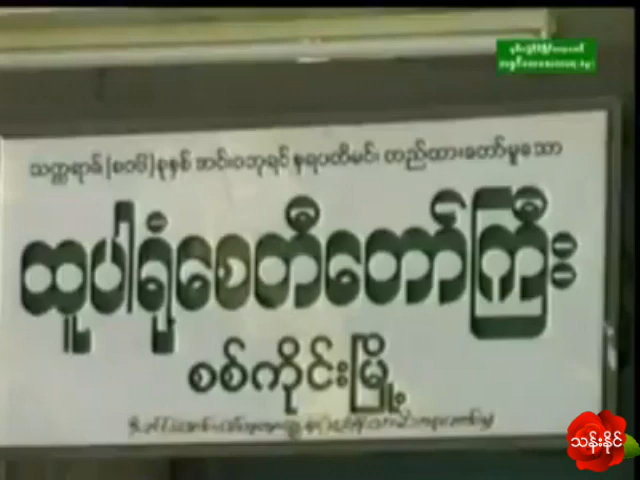 သက္ကရာဇ် (၈၀၆) ခုနှစ် အင်းဝဘုရင် နရပတိမင်း တည်ထားတော်မူသော
ထူပါရုံစေတီတော်ကြီး
စစ်ကိုင်းမြို့
သန်းနိုင်